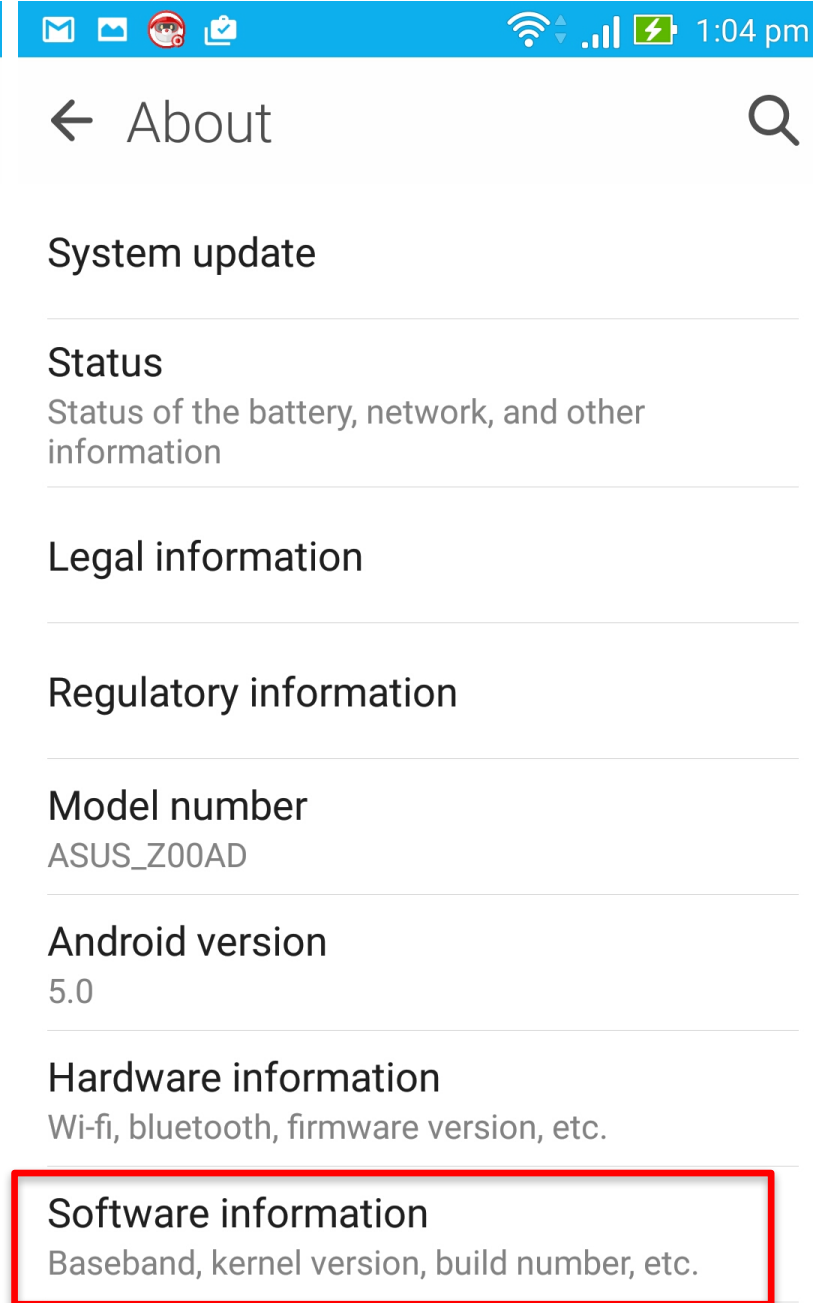 1:04 pm
About
System update
Status
Status of the battery, network, and other
information
Legal information
Regulatory information
Model number
ASUS_Z00AD
Android version
5.0
Hardware information
Wi-fi, bluetooth, firmware version, etc.
Software information
Baseband, kernel version, build number, etc.